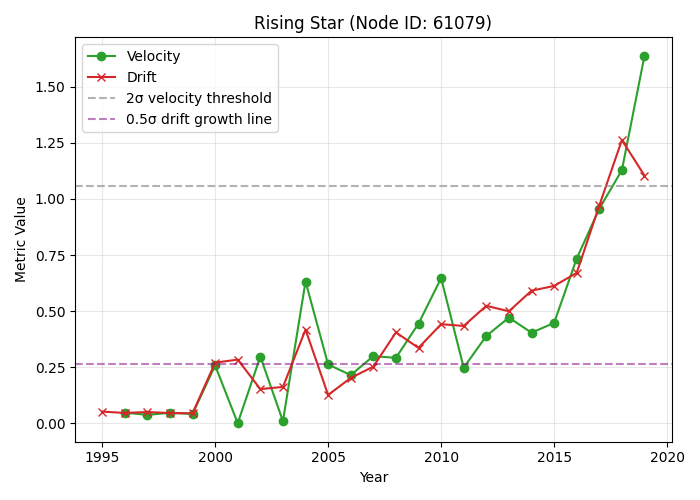 Rising Star (Node ID: 61079)
Velocity
Drift
2σ velocity threshold
0.5σ drift growth line
Metric Value
1.50
1.25
1.00
0.75
0.50
0.25
0.00
1995 2000 2005 2010 2015 2020
Year